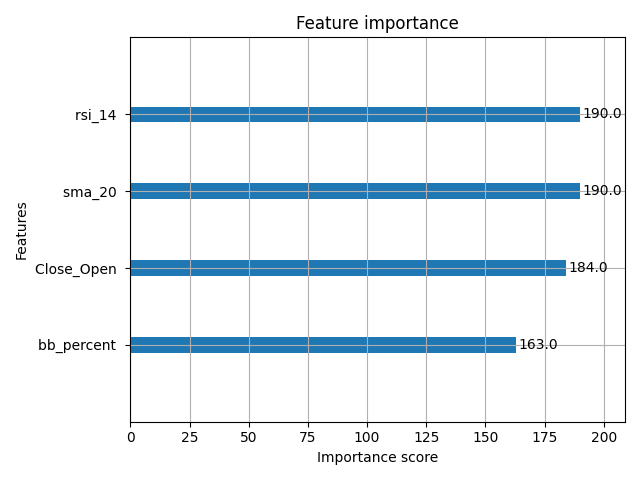 Feature importance
rsi_14
190.0
sma_20
190.0
Close_Open
184.0
bb_percent
163.0
Features
0 25 50 75 100 125 150 175 200
Importance score